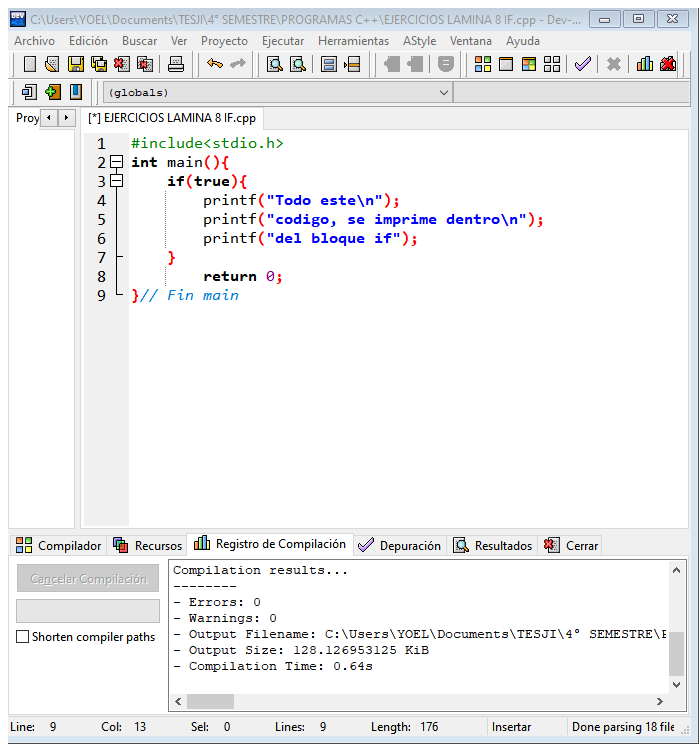 C:\Users\YOEL\Documents\TESJI\4° SEMESTRE\PROGRAMAS C++\EJERCICIOS LAMINA 8 IF.cpp - Dev-...
Archivo Edición Buscar Ver Proyecto Ejecutar Herramientas AStyle Ventana Ayuda
(globals)
Proy [*] EJERCICIOS LAMINA 8 IF.cpp
1 #include<stdio.h>
2 int main(){
3 if(true){
4 printf("Todo este\n");
5 printf("codigo, se imprime dentro\n");
6 printf("del bloque if");
7 }
8 return 0;
9 }// Fin main
Compilador Recursos Registro de Compilación Depuración Resultados Cerrar
Cancelar Compilación
Shorten compiler paths
Compilation results...
--------
- Errors: 0
- Warnings: 0
- Output Filename: C:\Users\YOEL\Documents\TESJI\4° SEMESTRE\E
- Output Size: 128.126953125 KiB
- Compilation Time: 0.64s
Line: 9 Col: 13 Sel: 0 Lines: 9 Length: 176 Insertar Done parsing 18 file